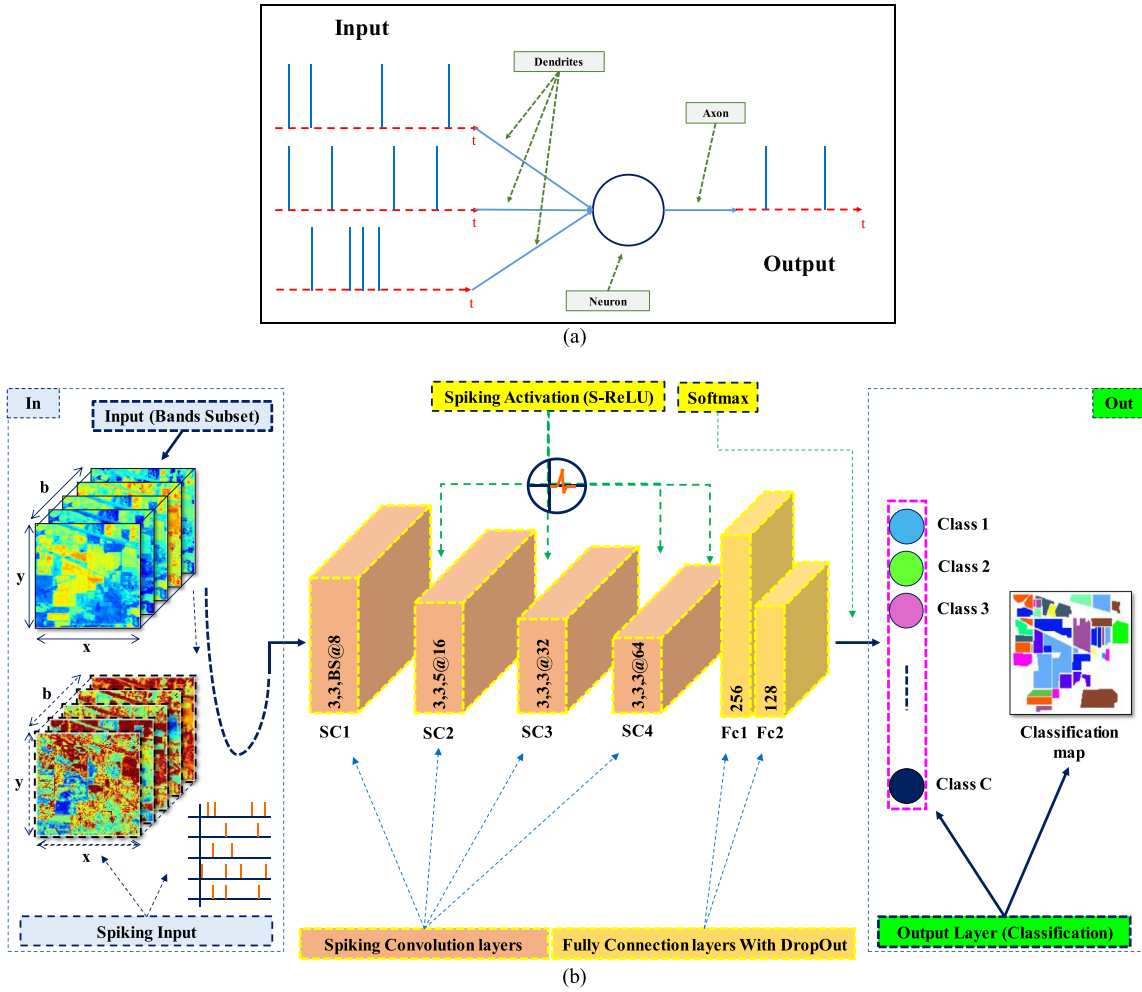 Input
Dendrites
Axon
t
t
t
t
Output
Neuron
(a)
In
Input (Bands Subset)
Spiking Activation (S-ReLU)
Softmax
Out
b
y
x
b
y
x
Spiking Input
3,3,BS@8
3,3,5@16
3,3,3@32
3,3,3@64
256
128
SC1
SC2
SC3
SC4
Fc1
Fc2
Spiking Convolution layers
Fully Connection layers With DropOut
Class 1
Class 2
Class 3
Class C
Classification
map
Output Layer (Classification)
(b)